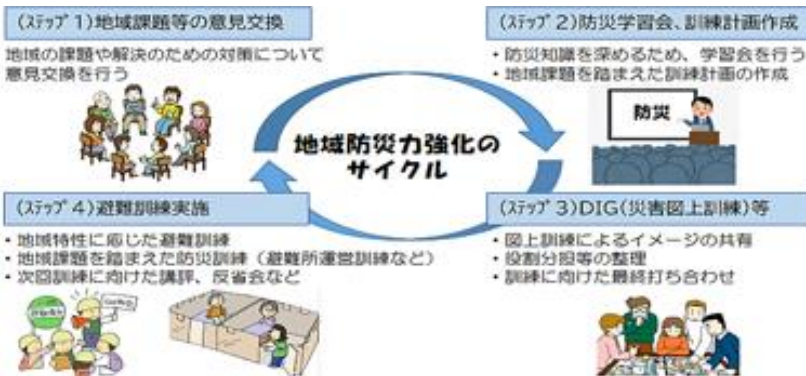 (ｽﾃｯﾌﾟ1)地域課題等の意見交換
地域の課題や解決のための対策について
意見交換を行う
(ｽﾃｯﾌﾟ2)防災学習会、訓練計画作成
・防災知識を深めるため、学習会を行う
・地域課題を踏まえた訓練計画の作成
防災
地域防災力強化の
サイクル
(ｽﾃｯﾌﾟ3)DIG(災害図上訓練)等
・図上訓練によるイメージの共有
・役割分担等の整理
・訓練に向けた最終打ち合わせ
(ｽﾃｯﾌﾟ4)避難訓練実施
・地域特性に応じた避難訓練
・地域課題を踏まえた防災訓練（避難所運営訓練など）
・次回訓練に向けた講評、反省会など